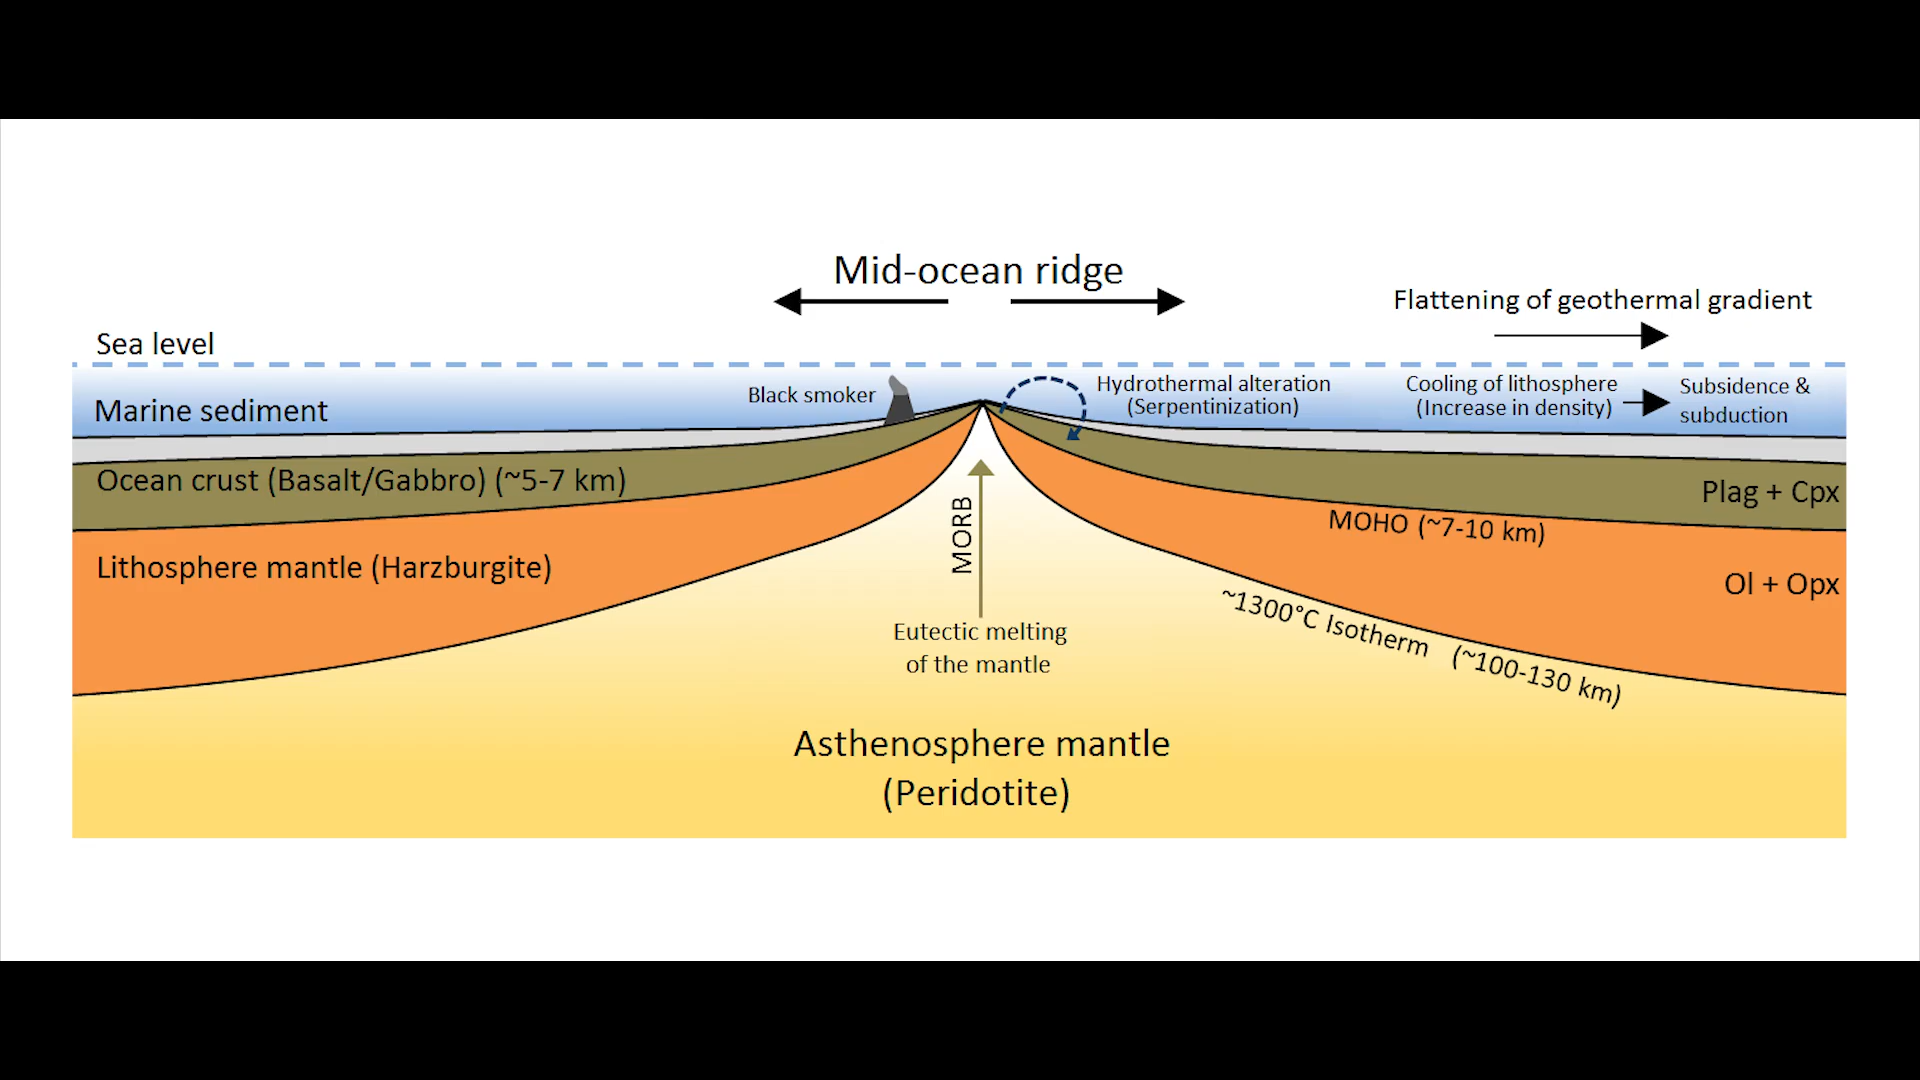 Mid-ocean ridge
Flattening of geothermal gradient
Sea level
Black smoker
Hydrothermal alteration
(Serpentinization)
Cooling of lithosphere
(Increase in density)
Subsidence &
subduction
Marine sediment
Ocean crust (Basalt/Gabbro) (~5-7 km)
Plag + Cpx
MOHO (~7-10 km)
MORB
Lithosphere mantle (Harzburgite)
Ol + Opx
~1300°C Isotherm (~100-130 km)
Eutectic melting
of the mantle
Asthenosphere mantle
(Peridotite)